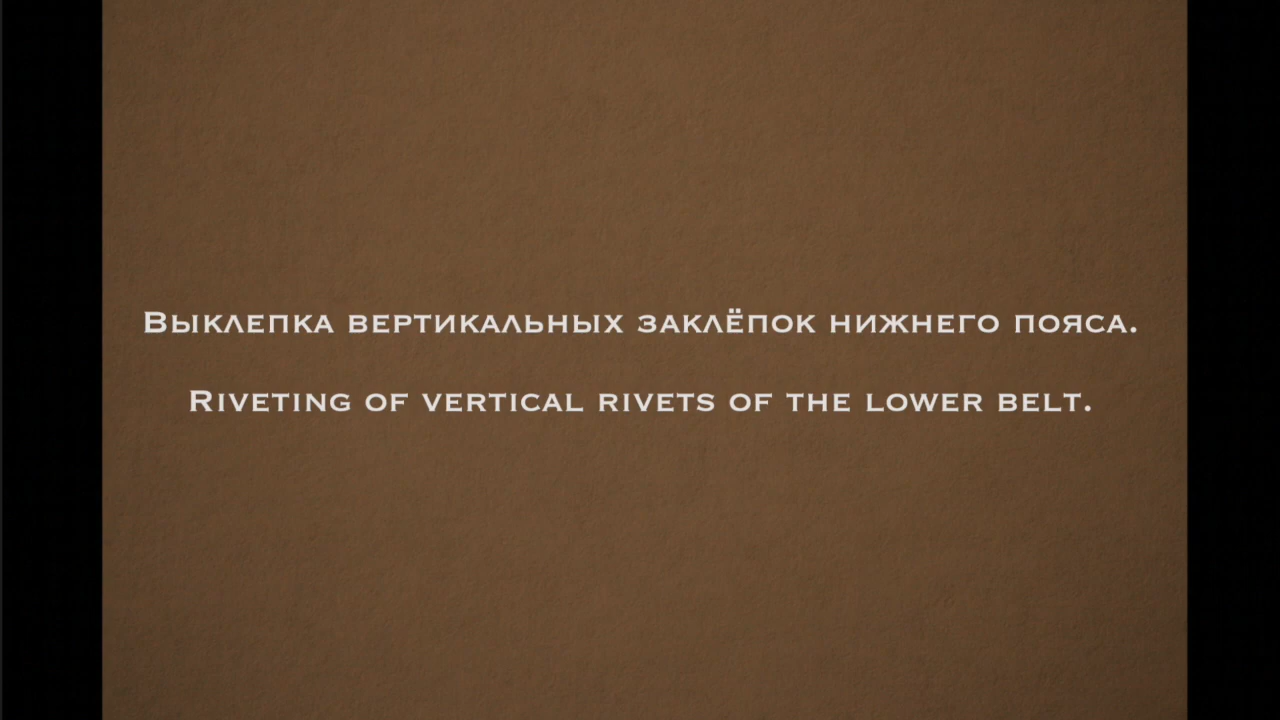 Выклепка вертикальных заклёпок нижнего пояса.
Riveting of vertical rivets of the lower belt.